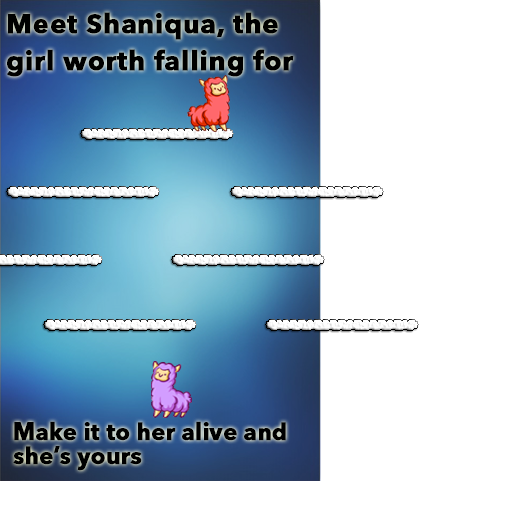 Meet Shaniqua, the
girl worth falling for
Make it to her alive and
she's yours